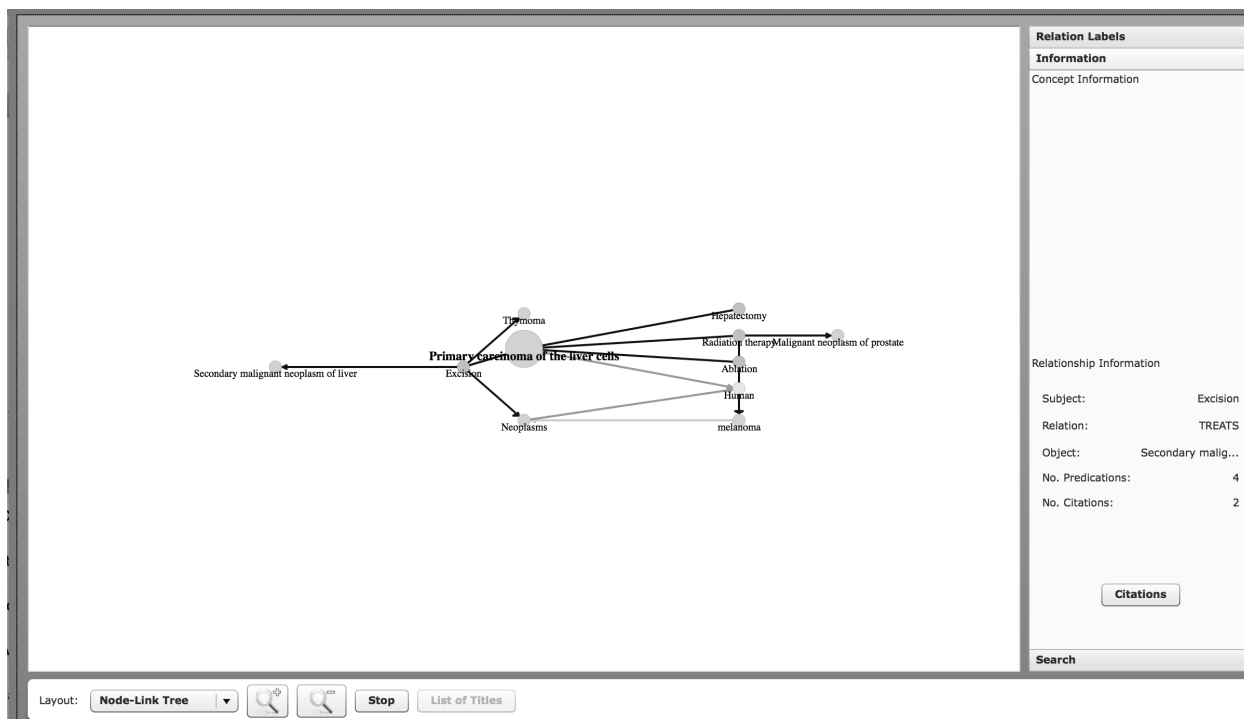 Relation Labels
Information
Concept Information
Hepatectomy
Thymoma
Radiation therapy
Malignant neoplasm of prostate
Primary carcinoma of the liver cells
Ablation
Secondary malignant neoplasm of liver
Excision
Human
Neoplasms
melanoma
Relationship Information
Subject: Excision
Relation: TREATS
Object: Secondary malig...
No. Predications: 4
No. Citations: 2
Citations
Search
Layout: Node-Link Tree Stop List of Titles